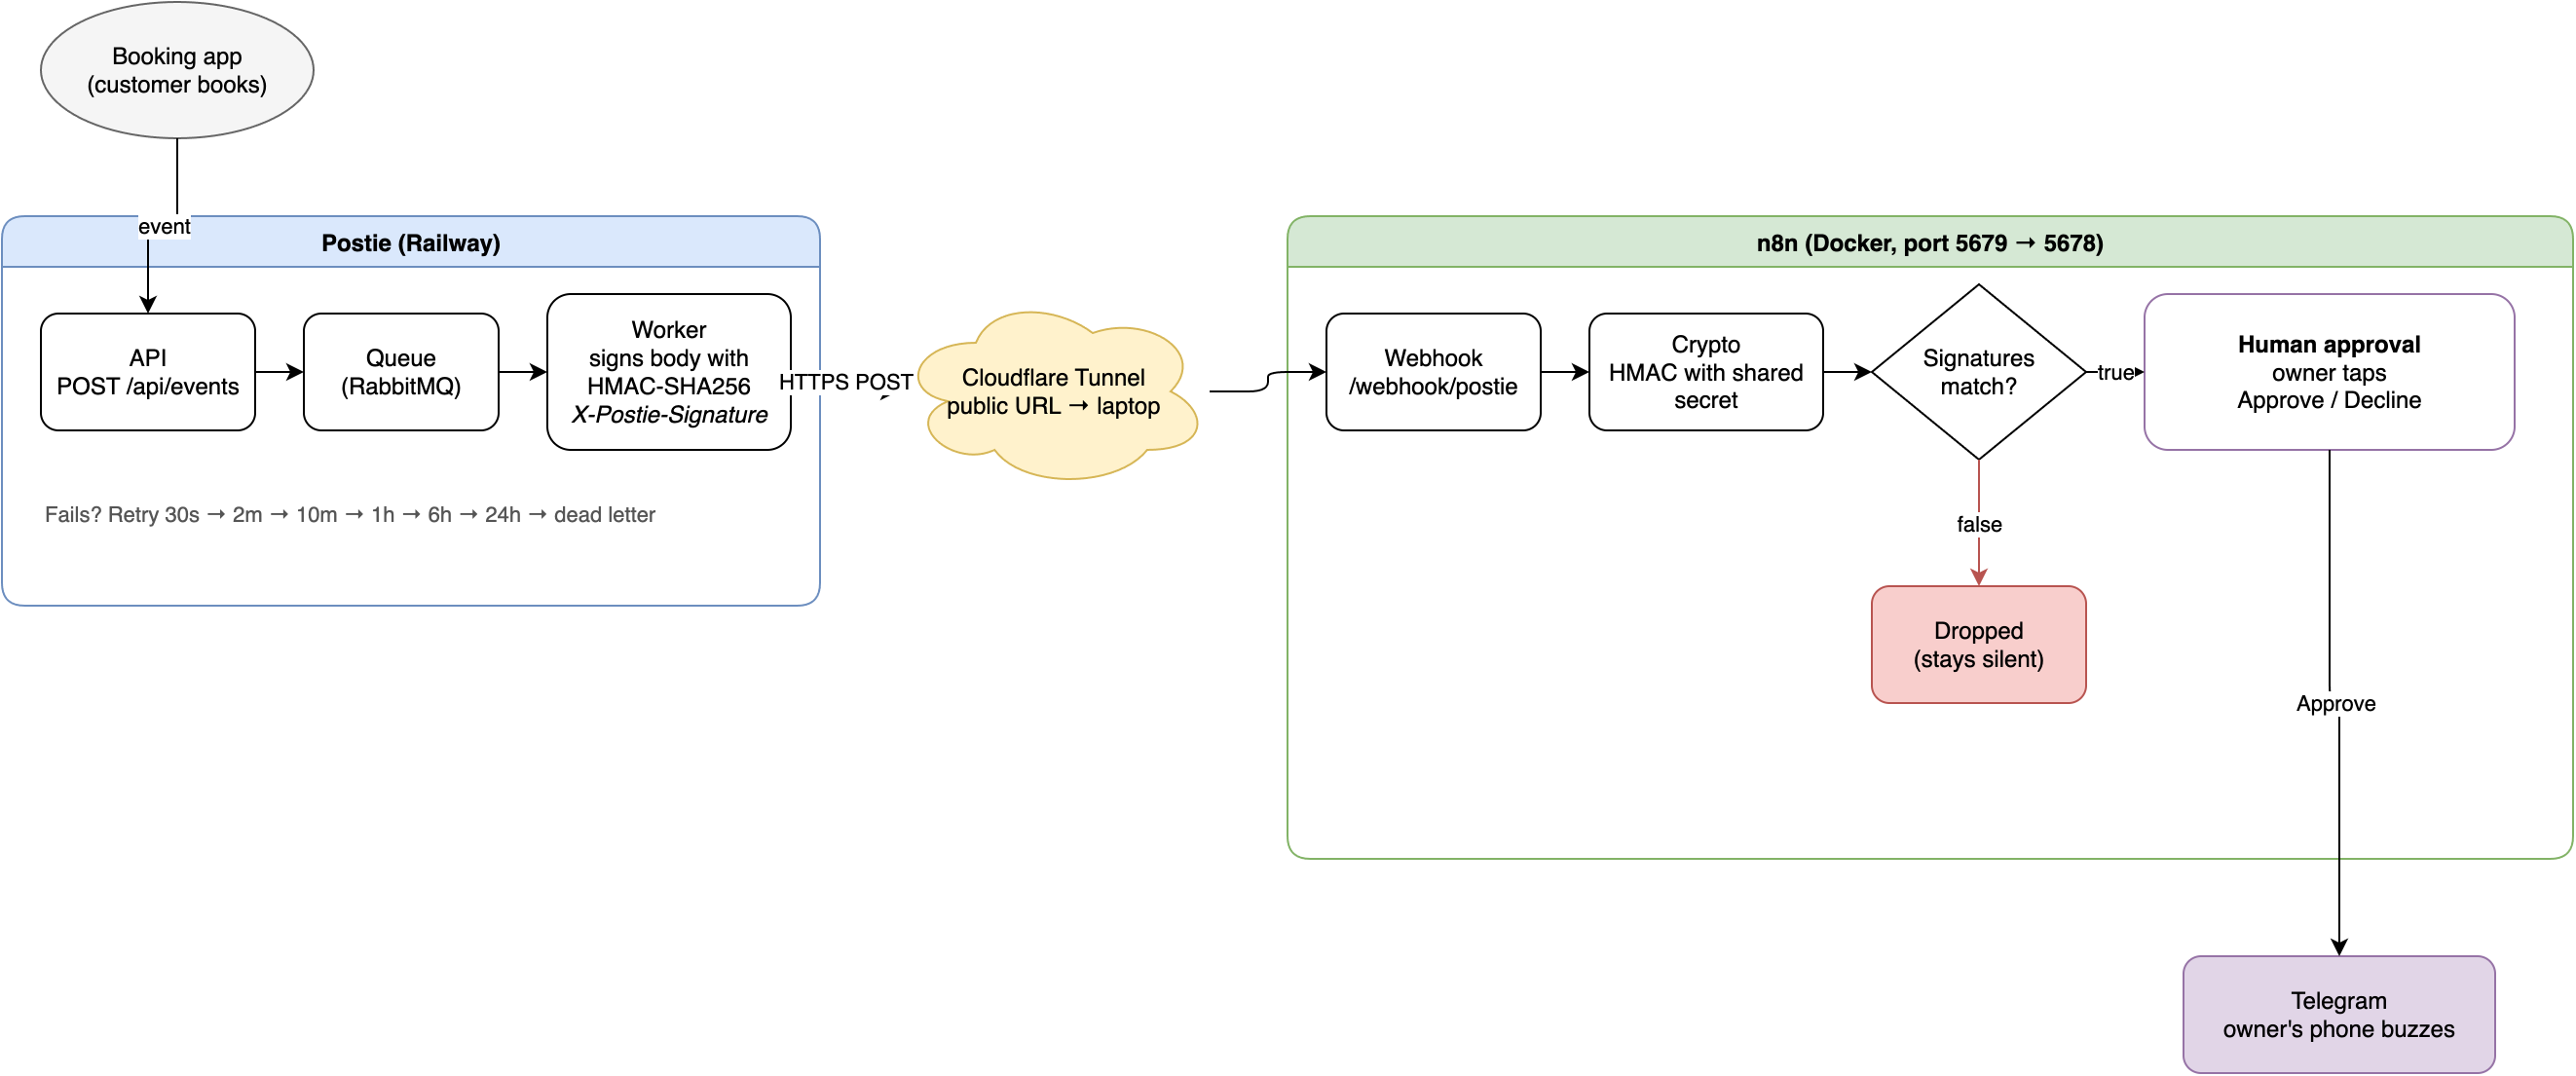 Booking app
(customer books)
event
Postie (Railway)
API
POST /api/events
Queue
(RabbitMQ)
Worker
signs body with
HMAC-SHA256
X-Postie-Signature
Fails? Retry 30s → 2m → 10m → 1h → 6h → 24h → dead letter
HTTPS POST
Cloudflare Tunnel
public URL → laptop
n8n (Docker, port 5679 → 5678)
Webhook
/webhook/postie
Crypto
HMAC with shared
secret
Signatures
match?
true
Human approval
owner taps
Approve / Decline
false
Dropped
(stays silent)
Approve
Telegram
owner's phone buzzes